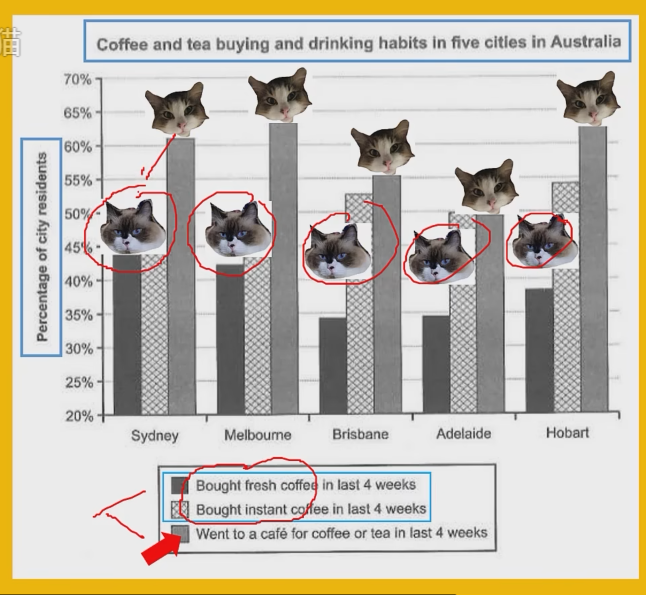 猫
Coffee and tea buying and drinking habits in five cities in Australia
Percentage of city residents
70%
65%
60%
55%
50%
45%
40%
35%
30%
25%
20%
Sydney Melbourne Brisbane Adelaide Hobart
Bought fresh coffee in last 4 weeks
Bought instant coffee in last 4 weeks
Went to a café for coffee or tea in last 4 weeks